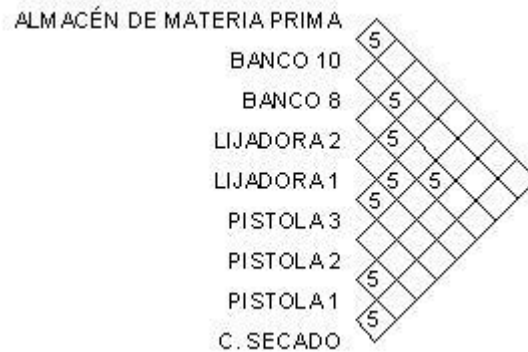 ALMACÉN DE MATERIA PRIMA
5
BANCO 10
BANCO 8 5
LIJADORA 2 5
LIJADORA 1 5 5
5
PISTOLA 3
PISTOLA 2
5
PISTOLA 1
5
C. SECADO